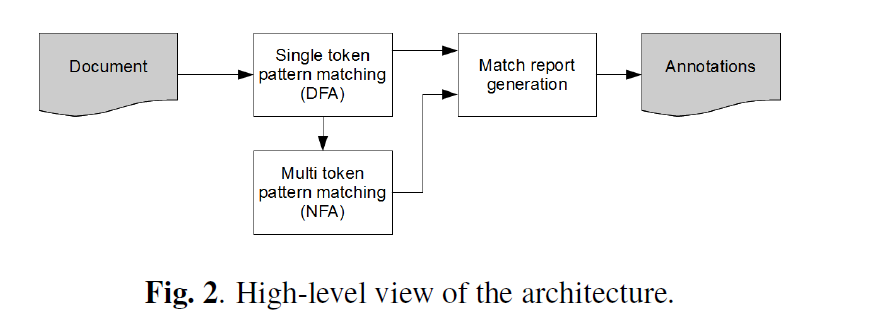 Document
Single token
pattern matching
(DFA)
Match report
generation
Annotations
Multi token
pattern matching
(NFA)
Fig. 2. High-level view of the architecture.